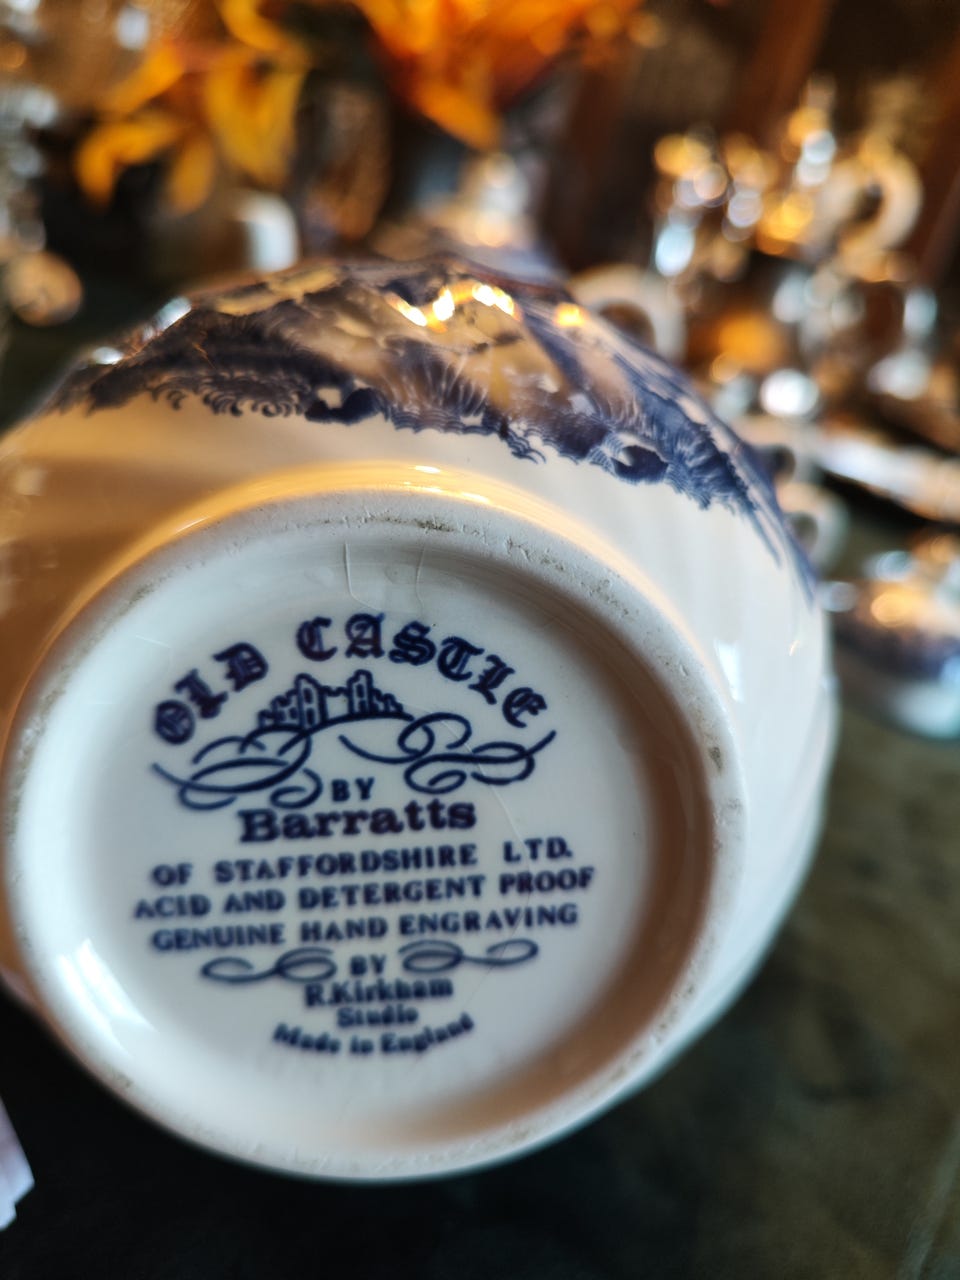 OLD CASTLE
BY
Barratts
OF STAFFORDSHIRE LTD.
ACID AND DETERGENT PROOF
GENUINE HAND ENGRAVING
BY
R.Kirkham
Studio
Made in England